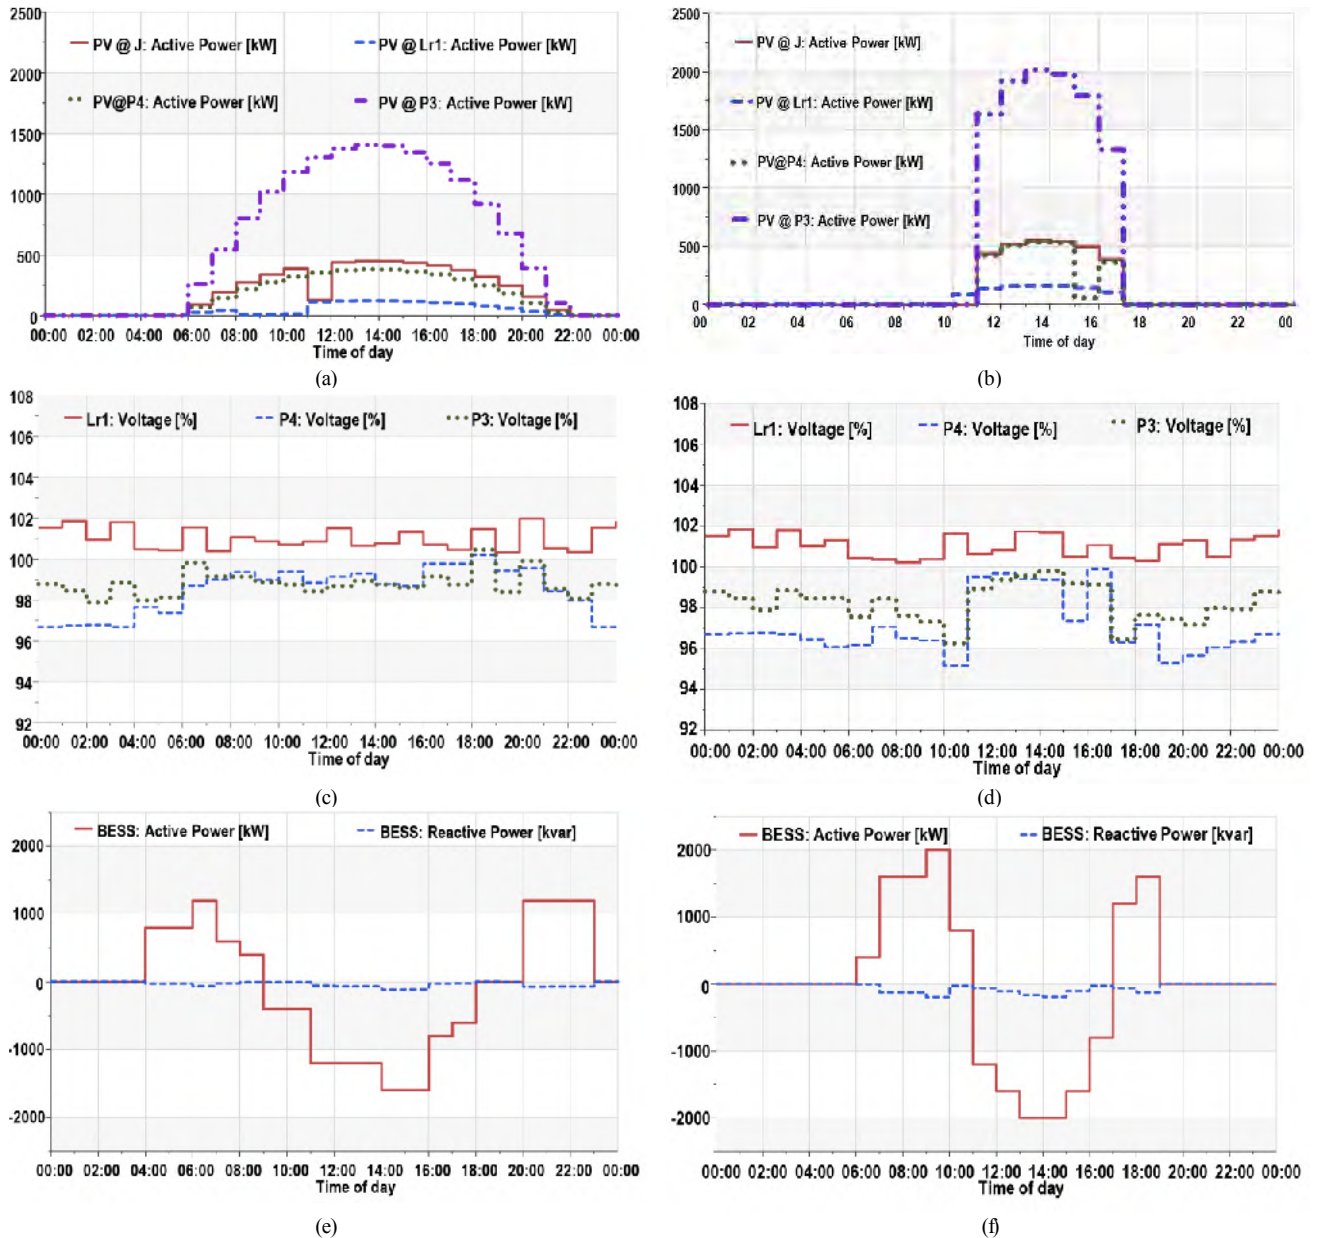 2500
PV @ J: Active Power [kW]
PV @ Lr1: Active Power [kW]
2000
PV@P4: Active Power [kW]
PV @ P3: Active Power [kW]
1500
1000
500
0
00:00 02:00 04:00 06:00 08:00 10:00 12:00 14:00 16:00 18:00 20:00 22:00 00:00
Time of day
(a)
2500
PV @ J: Active Power [kW]
2000
PV @ Lr1: Active Power [kW]
1500
PV@P4: Active Power [kW]
1000
PV @ P3: Active Power [kW]
500
0
00 02 04 06 08 10 12 14 16 18 20 22 00
Time of day
(b)
108
Lr1: Voltage [%] P4: Voltage [%] P3: Voltage [%]
106
104
102
100
98
96
94
92
00:00 02:00 04:00 06:00 08:00 10:00 12:00 14:00 16:00 18:00 20:00 22:00 00:00
Time of day
(c)
108
Lr1: Voltage [%] P4: Voltage [%] P3: Voltage [%]
106
104
102
100
98
96
94
92
00:00 02:00 04:00 06:00 08:00 10:00 12:00 14:00 16:00 18:00 20:00 22:00 00:00
Time of day
(d)
BESS: Active Power [kW] BESS: Reactive Power [kvar]
2000
1000
0
-1000
-2000
00:00 02:00 04:00 06:00 08:00 10:00 12:00 14:00 16:00 18:00 20:00 22:00 00:00
Time of day
(e)
BESS: Active Power [kW] BESS: Reactive Power [kvar]
2000
1000
0
-1000
-2000
00:00 02:00 04:00 06:00 08:00 10:00 12:00 14:00 16:00 18:00 20:00 22:00 00:00
Time of day
(f)